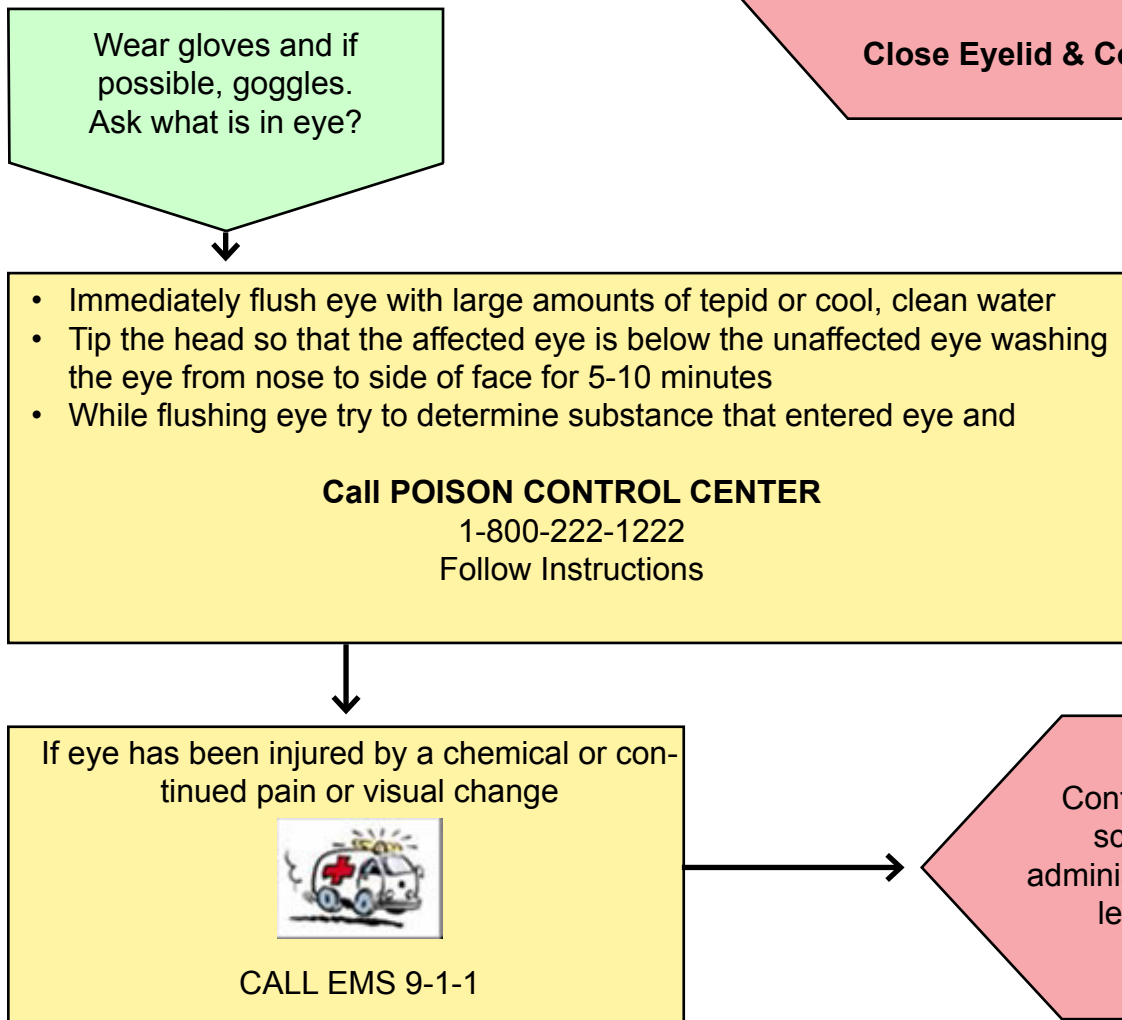 Wear gloves and if
possible, goggles.
Ask what is in eye?
Close Eyelid &
• Immediately flush eye with large amounts of tepid or cool, clean water
• Tip the head so that the affected eye is below the unaffected eye washing
the eye from nose to side of face for 5-10 minutes
• While flushing eye try to determine substance that entered eye and
Call POISON CONTROL CENTER
1-800-222-1222
Follow Instructions
If eye has been injured by a chemical or con-
tinued pain or visual change
CALL EMS 9-1-1